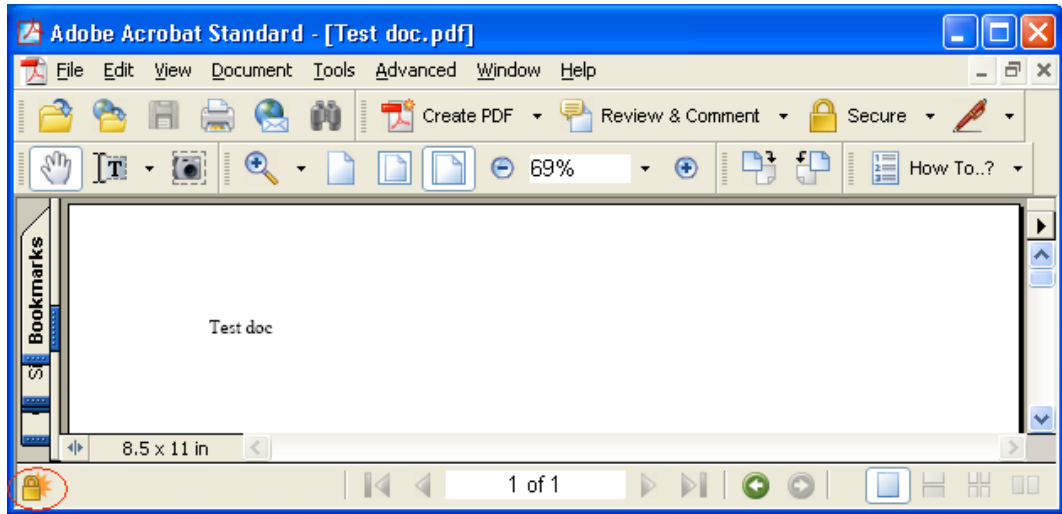 Adobe Acrobat Standard - [Test doc.pdf]
File Edit View Document Tools Advanced Window Help
Create PDF Review & Comment Secure
T 69% How To..?
Bookmarks
Test doc
Si
8.5 x 11 in
1 of 1